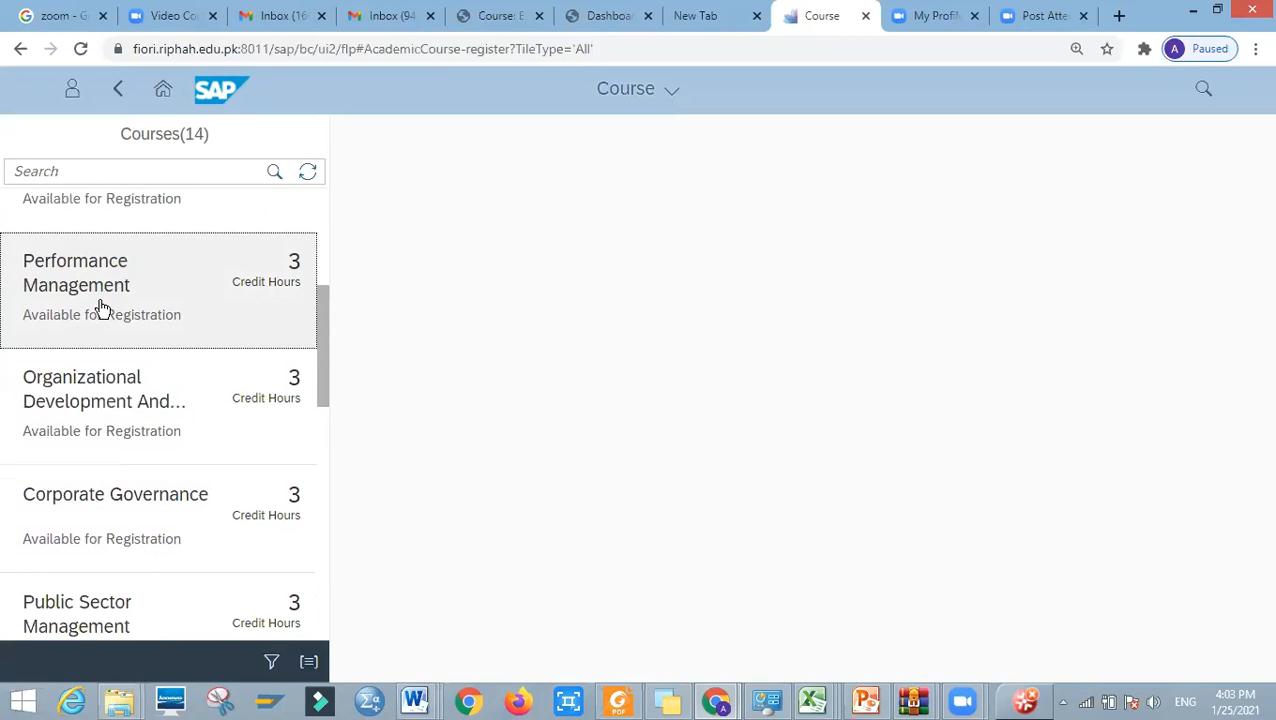 zoom - G
Video Co
Inbox (16
Inbox (94
Course: E
Dashboa
New Tab
Course
My Profil
Post Atte
fiori.riphah.edu.pk:8011/sap/bc/ui2/flp#AcademicCourse-register?TileType='All'
A Paused
SAP
Course
Courses(14)
Search
Available for Registration
Performance 3
Management Credit Hours
Available for Registration
Organizational 3
Development And... Credit Hours
Available for Registration
Corporate Governance 3
Credit Hours
Available for Registration
Public Sector 3
Management Credit Hours
ENG
4:03 PM
1/25/2021